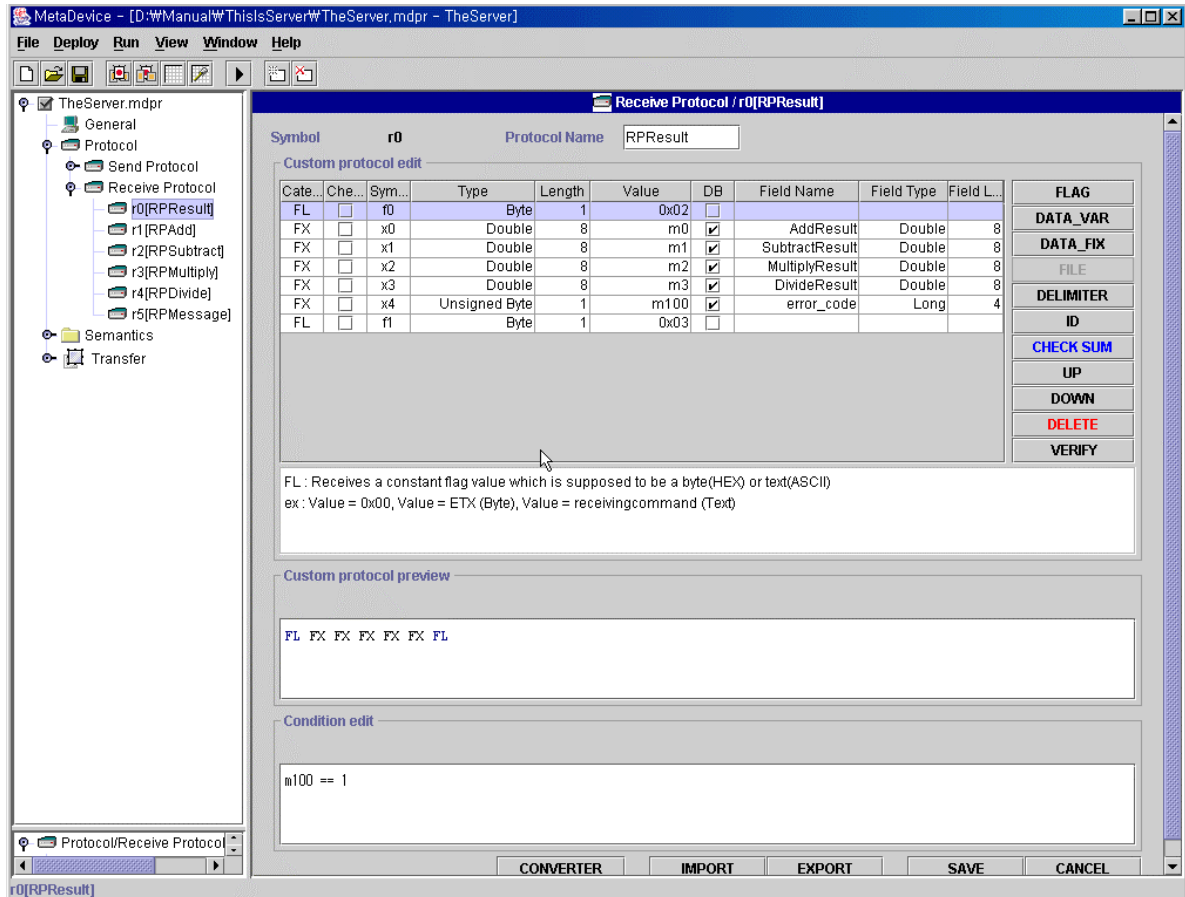 MetaDevice - [D:₩Manual₩ThisIsServer₩TheServer,mdpr - TheServer]
File Deploy Run View Window Help
TheServer.mdpr
General
Protocol
Send Protocol
Receive Protocol
r0[RPResult]
r1[RPAdd]
r2[RPSubtract]
r3[RPMultiply]
r4[RPDivide]
r5[RPMessage]
Semantics
Transfer
Protocol/Receive Protocol
r0[RPResult]
Receive Protocol / r0[RPResult]
Symbol r0 Protocol Name RPResult
Custom protocol edit
Cate... Che... Sym... Type Length Value DB Field Name Field Type Field L...
FL f0 Byte 1 0x02
FX x0 Double 8 m0 AddResult Double 8
FX x1 Double 8 m1 SubtractResult Double 8
FX x2 Double 8 m2 MultiplyResult Double 8
FX x3 Double 8 m3 DivideResult Double 8
FX x4 Unsigned Byte 1 m100 error_code Long 4
FL f1 Byte 1 0x03
FLAG
DATA_VAR
DATA_FIX
FILE
DELIMITER
ID
CHECK SUM
UP
DOWN
DELETE
VERIFY
FL : Receives a constant flag value which is supposed to be a byte(HEX) or text(ASCII)
ex : Value = 0x00, Value = ETX (Byte), Value = receivingcommand (Text)
Custom protocol preview
FL FX FX FX FX FX FL
Condition edit
m100 == 1
CONVERTER IMPORT EXPORT SAVE CANCEL